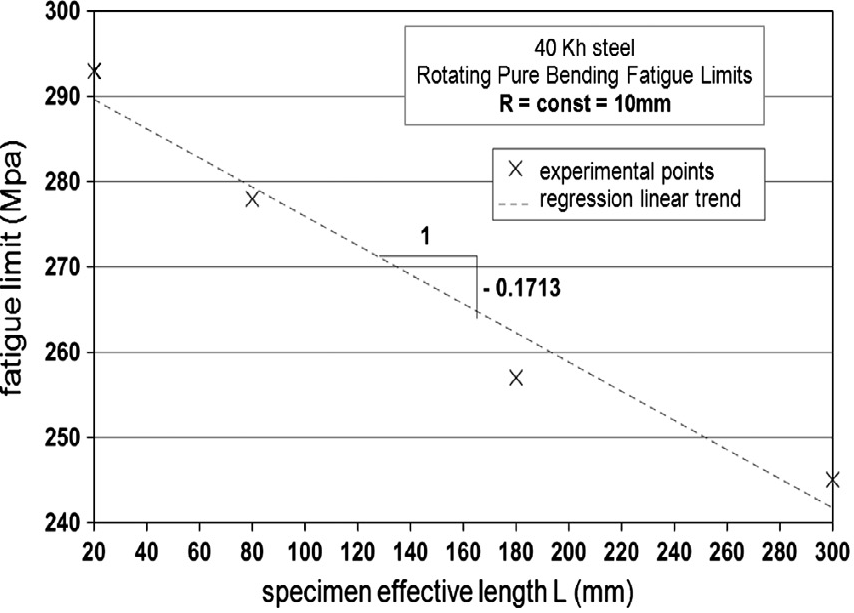 300
290
280
270
260
250
240
fatigue limit (Mpa)
40 Kh steel
Rotating Pure Bending Fatigue Limits
R = const = 10mm
experimental points
regression linear trend
1
- 0.1713
20 40 60 80 100 120 140 160 180 200 220 240 260 280 300
specimen effective length L (mm)